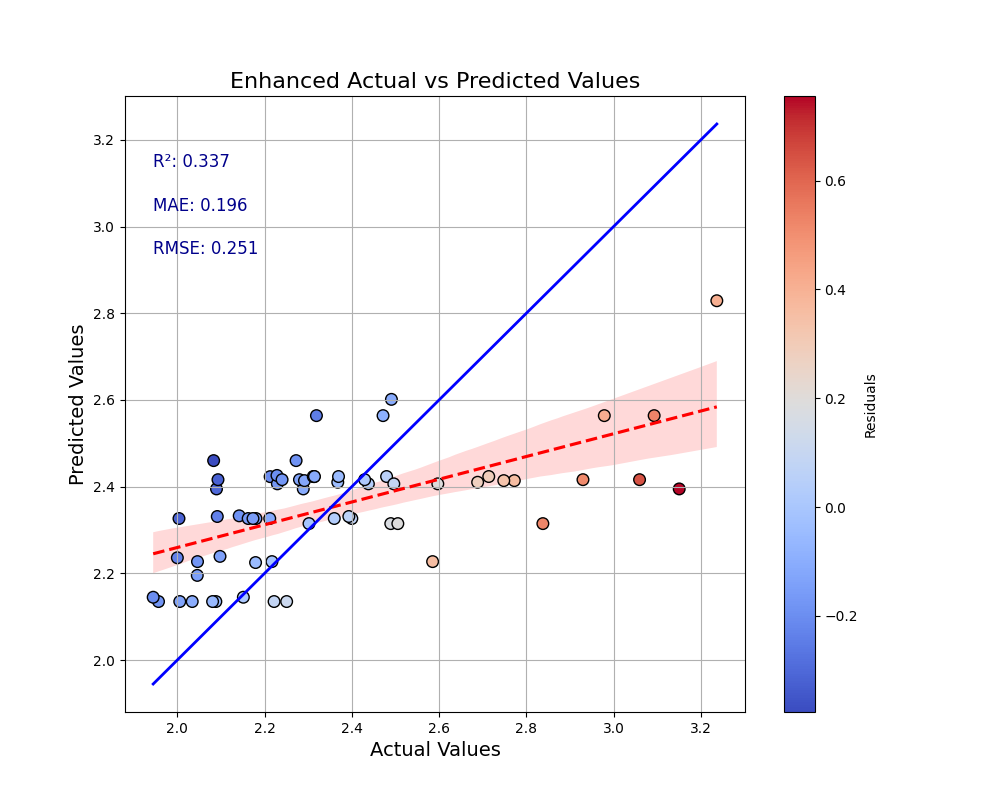 Enhanced Actual vs Predicted Values
R²: 0.337
MAE: 0.196
RMSE: 0.251
3.2
3.0
2.8
2.6
2.4
2.2
2.0
Predicted Values
2.0 2.2 2.4 2.6 2.8 3.0 3.2
Actual Values
0.6
0.4
0.2
0.0
−0.2
Residuals